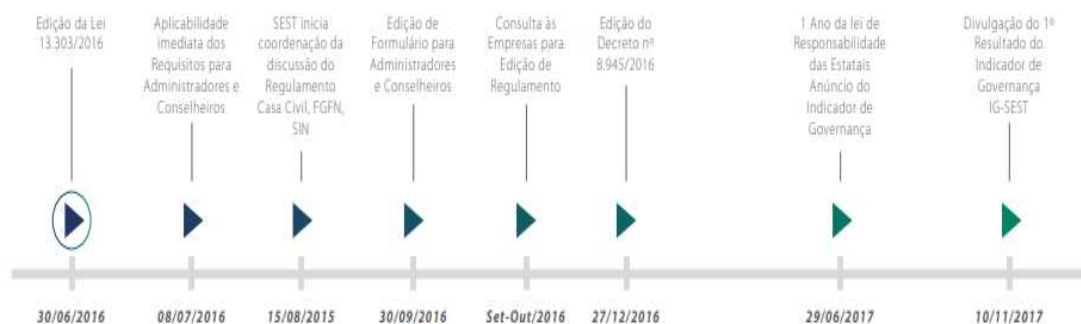 Edição da Lei
13.303/2016
Aplicabilidade
imediata dos
Requisitos para
Administradores e
Conselheiros
SEST inicia
coordenação da
discussão do
Regulamento
Casa Civil, FGFN,
SIN
Edição de
Formulário para
Administradores
e Conselheiros
Consulta às
Empresas para
Edição de
Regulamento
Edição do
Decreto nº
8.945/2016
1 Ano da lei de
Responsabilidade
das Estatais
Anúncio do
Indicador de
Governança
Divulgação do 1º
Resultado do
Indicador de
Governança
IG-SEST
30/06/2016
08/07/2016
15/08/2015
30/09/2016
Set-Out/2016
27/12/2016
29/06/2017
10/11/2017